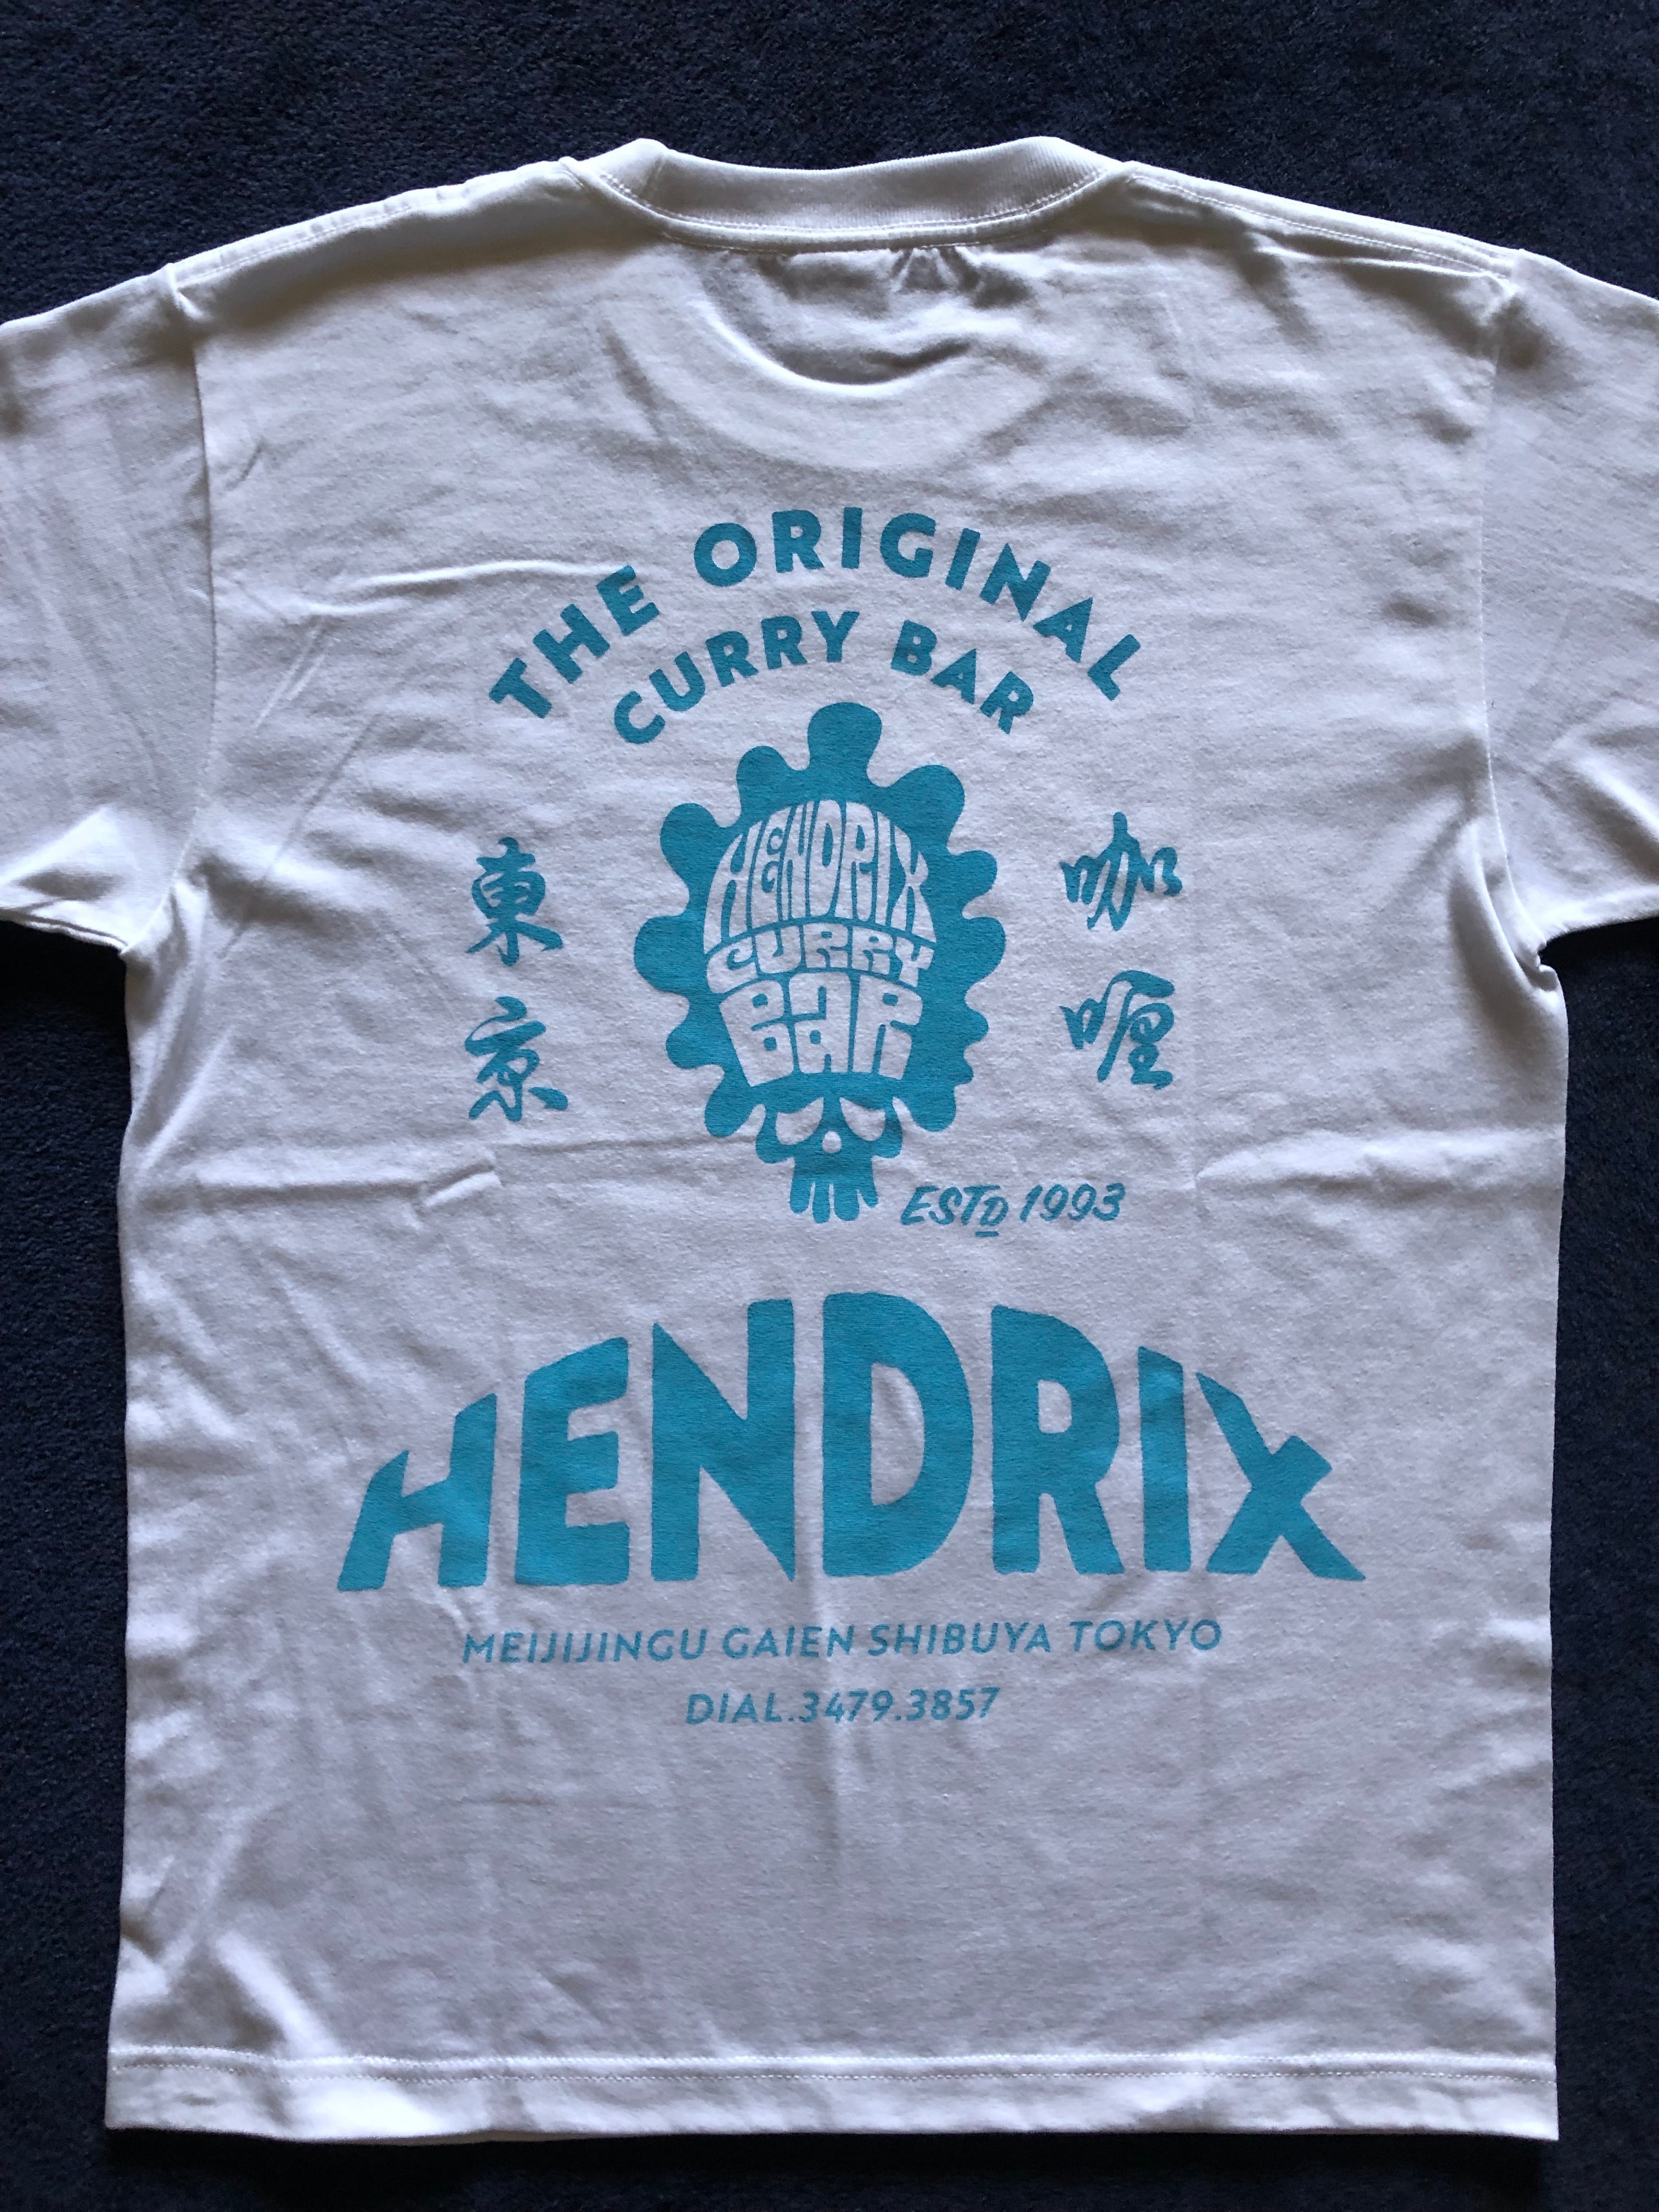 THE ORIGINAL
CURRY BAR
東京
HENDRIX
CURRY
BAR
咖喱
ESTD 1993
HENDRIX
MEIJIJINGU GAIEN SHIBUYA TOKYO
DIAL.3479.3857